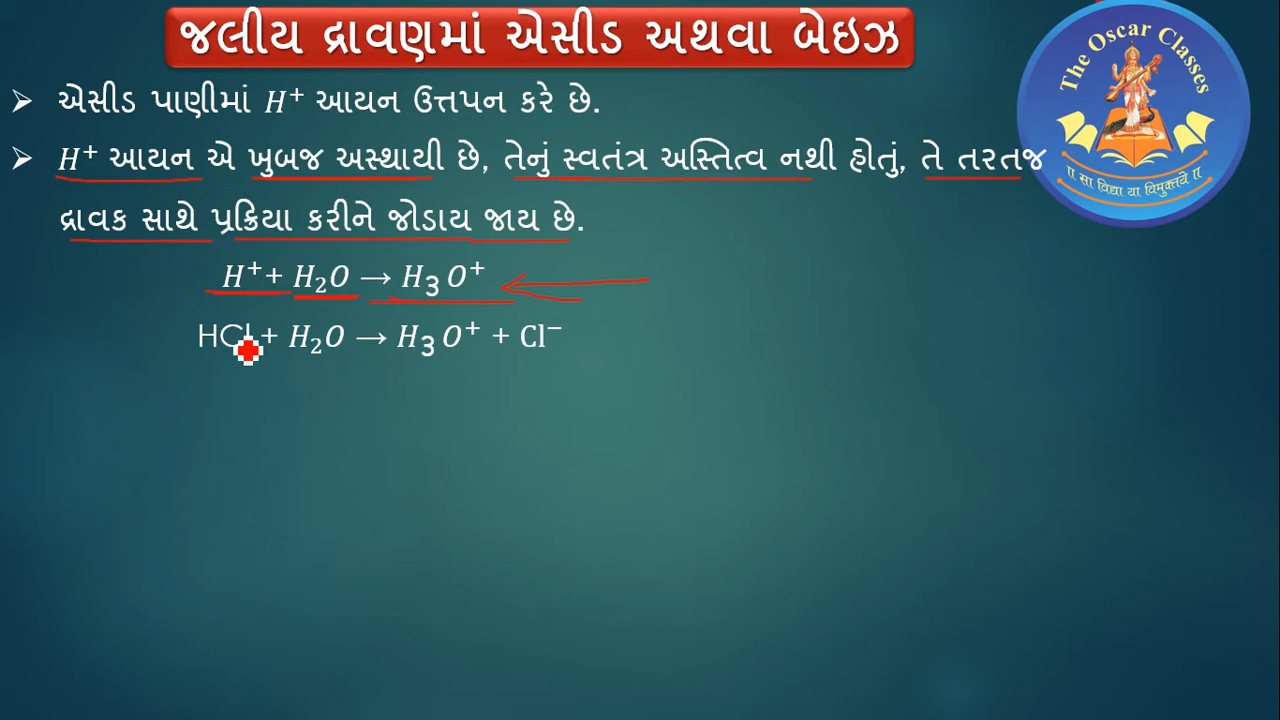 જલીય દ્રાવણમાં એસીડ અથવા બેઇઝ
The Oscar Classes
॥ सा विद्या या विमुक्तये ॥
➢ એસીડ પાણીમાં H⁺ આયન ઉત્તપન કરે છે.
➢ H⁺ આયન એ ખુબજ અસ્થાયી છે, તેનું સ્વતંત્ર અસ્તિત્વ નથી હોતું, તે તરતજ
દ્રાવક સાથે પ્રક્રિયા કરીને જોડાય જાય છે.
H⁺+ H₂O → H₃O⁺
HCl+ H₂O → H₃O⁺ + Cl⁻